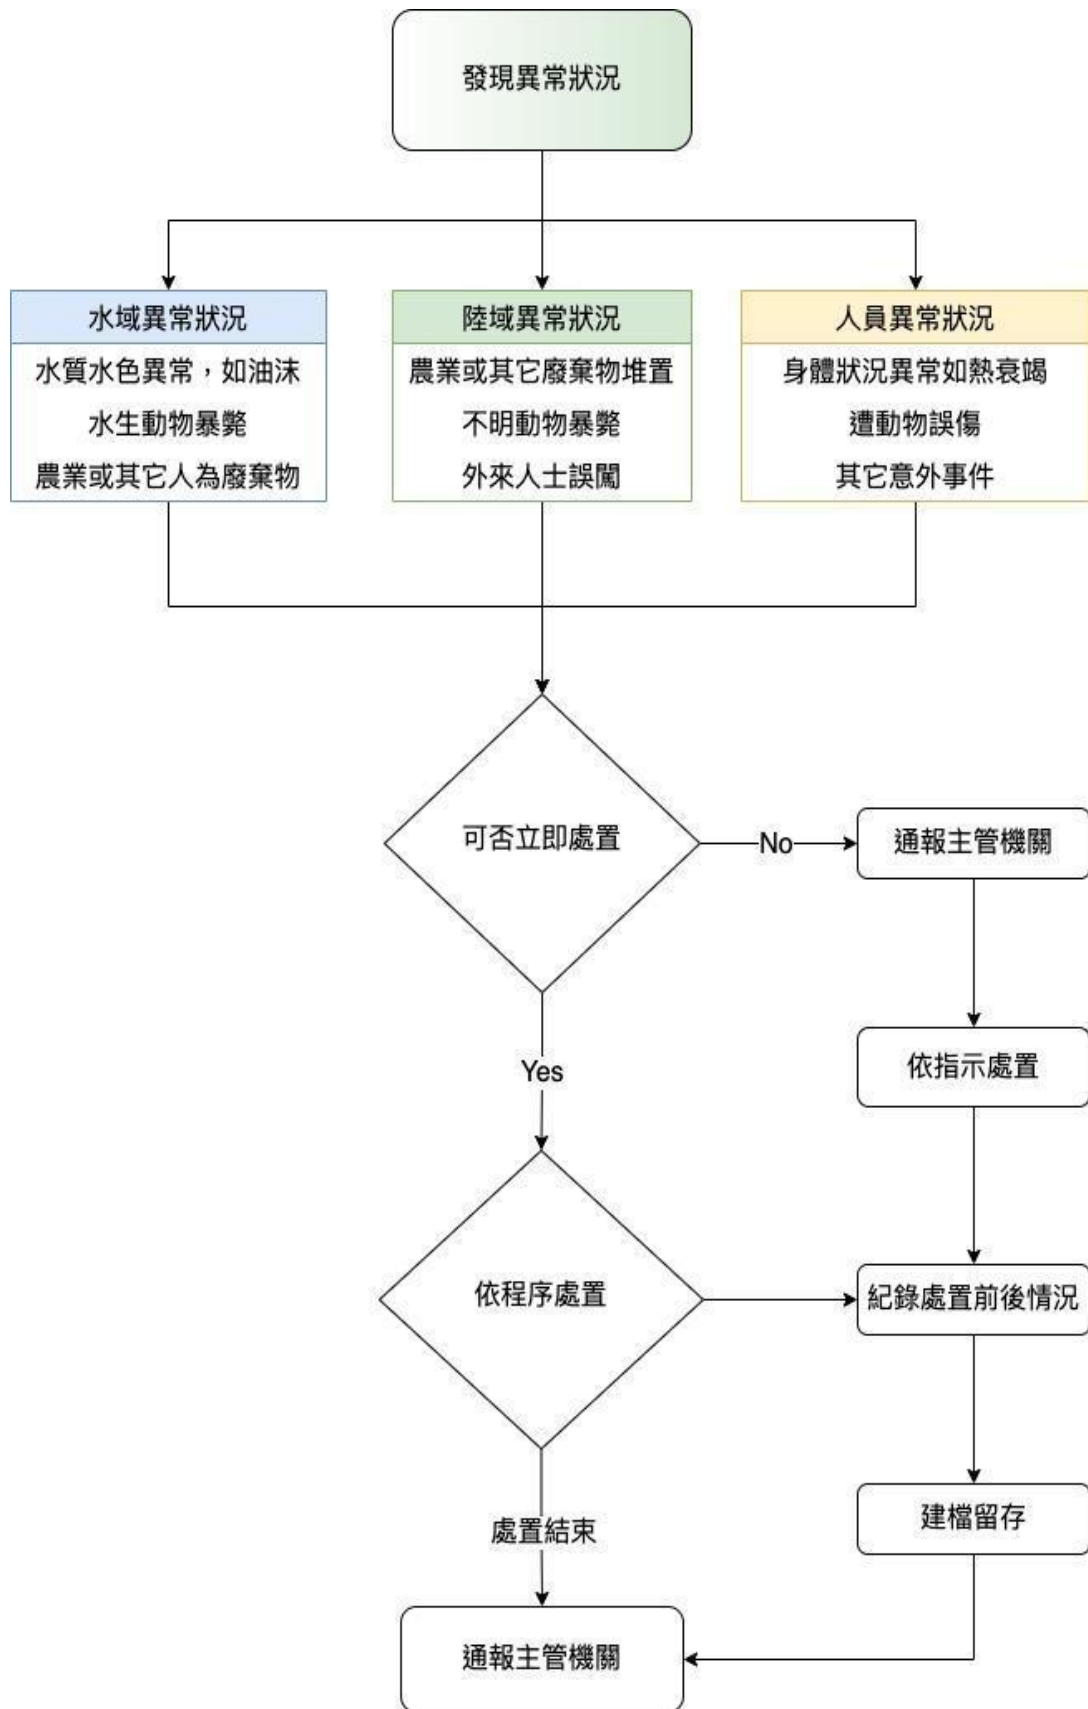 發現異常狀況
水域異常狀況
水質水色異常，如油沫
水生動物暴斃
農業或其它人為廢棄物
陸域異常狀況
農業或其它廢棄物堆置
不明動物暴斃
外來人士誤闖
人員異常狀況
身體狀況異常如熱衰竭
遭動物誤傷
其它意外事件
可否立即處置
No
通報主管機關
Yes
依指示處置
依程序處置
紀錄處置前後情況
處置結束
建檔留存
通報主管機關